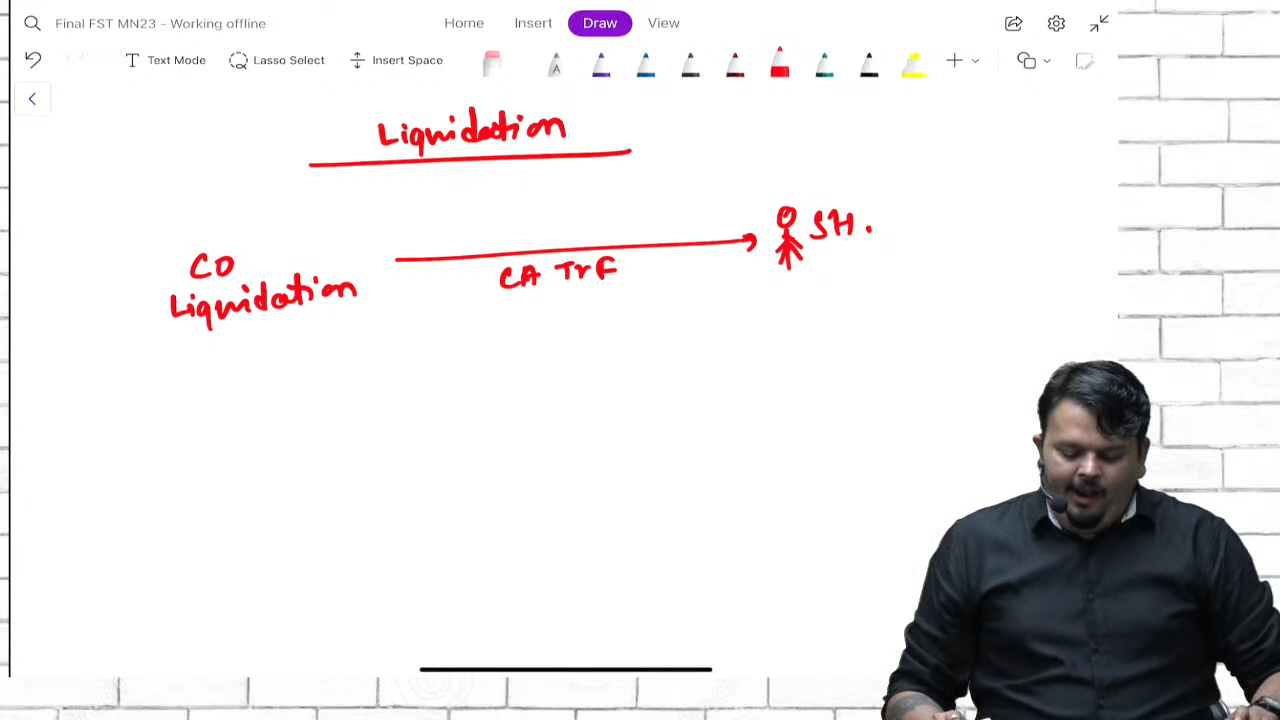 Final FST MN23 - Working offline
Home Insert Draw View
Text Mode Lasso Select Insert Space
Liquidation
SH.
CO
CA Trf
Liquidation